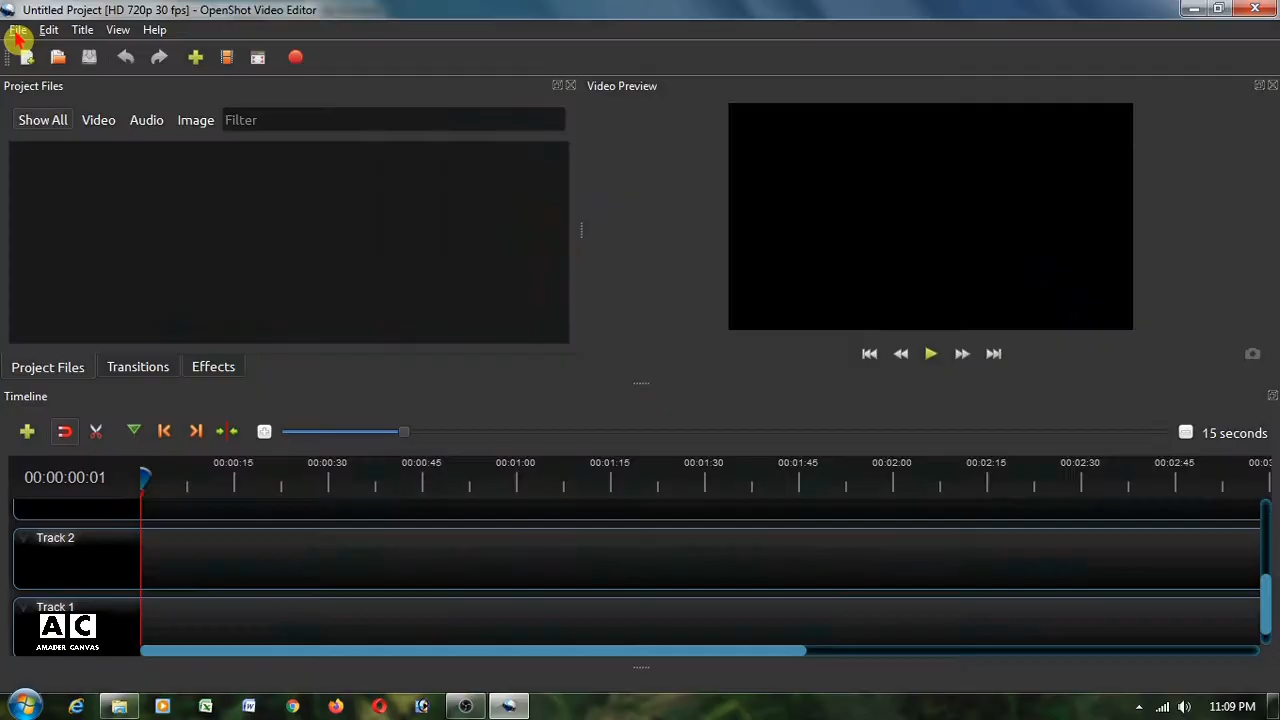 Untitled Project [HD 720p 30 fps] - OpenShot Video Editor
File Edit Title View Help
Project Files
Video Preview
Show All Video Audio Image Filter
Project Files Transitions Effects
Timeline
15 seconds
00:00:00:01
00:00:15 00:00:30 00:00:45 00:01:00 00:01:15 00:01:30 00:01:45 00:02:00 00:02:15 00:02:30 00:02:45
Track 2
Track 1
AC
AMADER CANVAS
11:09 PM